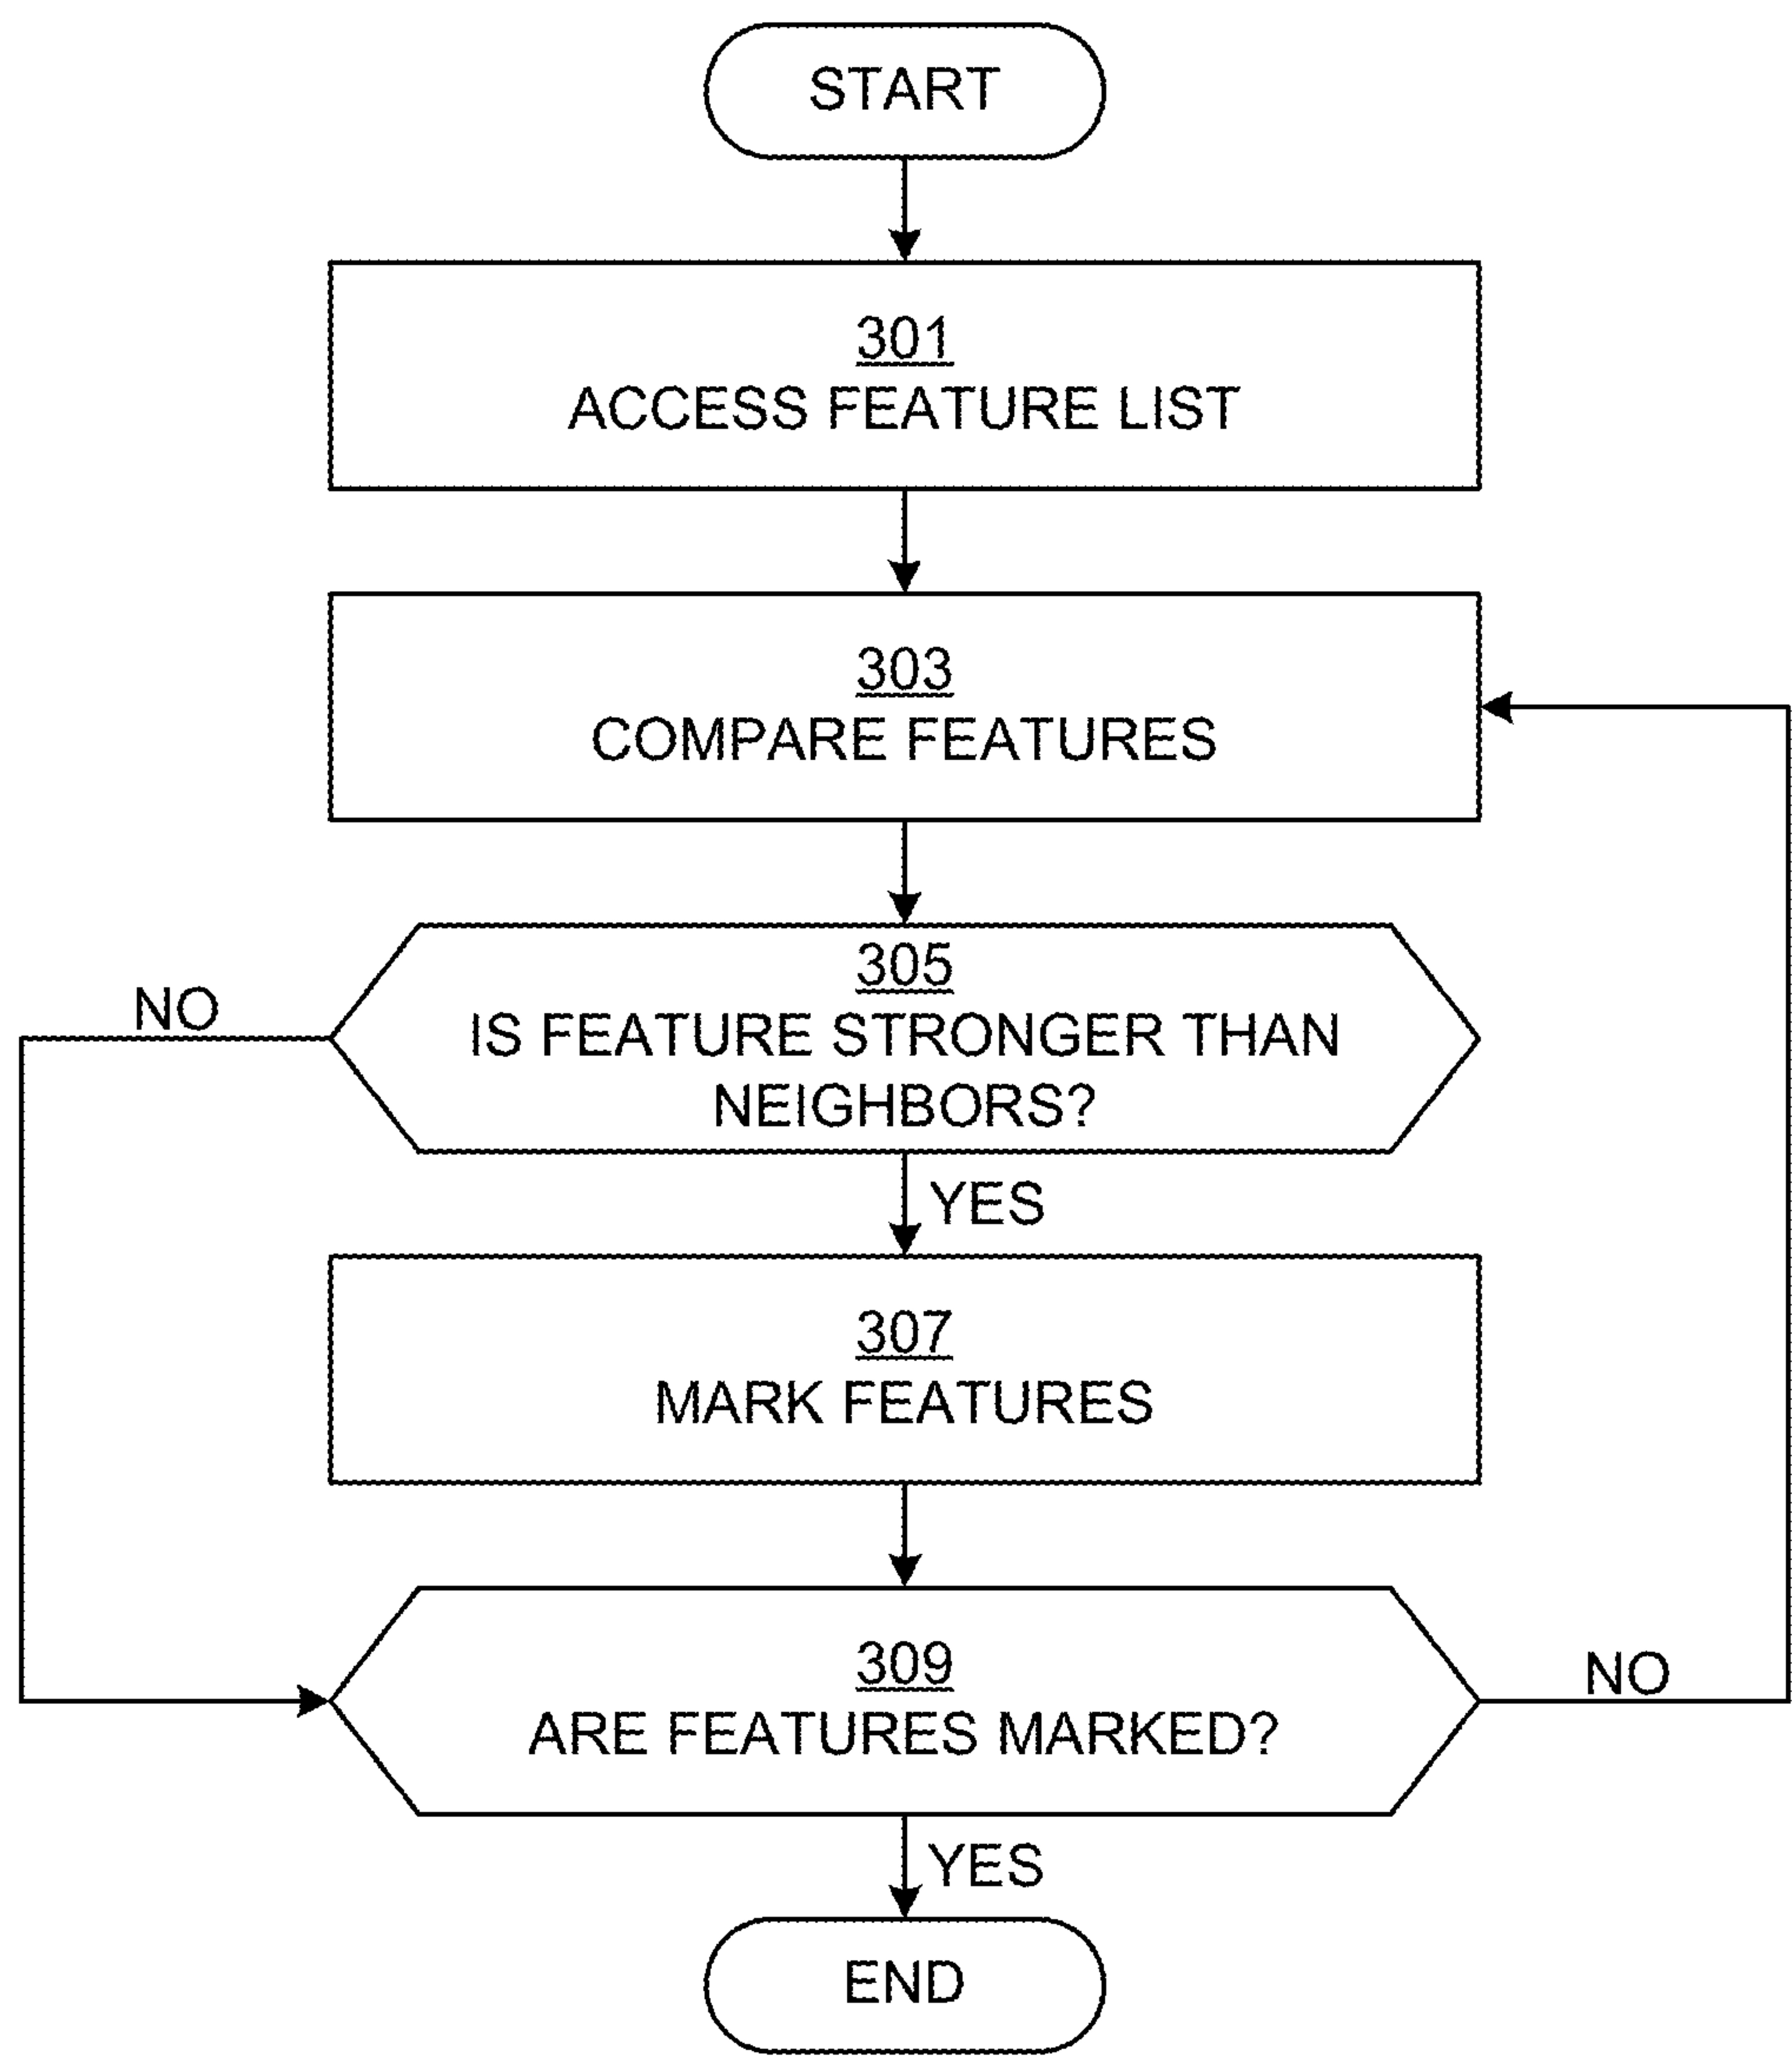 START
301
ACCESS FEATURE LIST
303
COMPARE FEATURES
305
IS FEATURE STRONGER THAN
NEIGHBORS?
NO
YES
307
MARK FEATURES
309
ARE FEATURES MARKED?
NO
YES
END